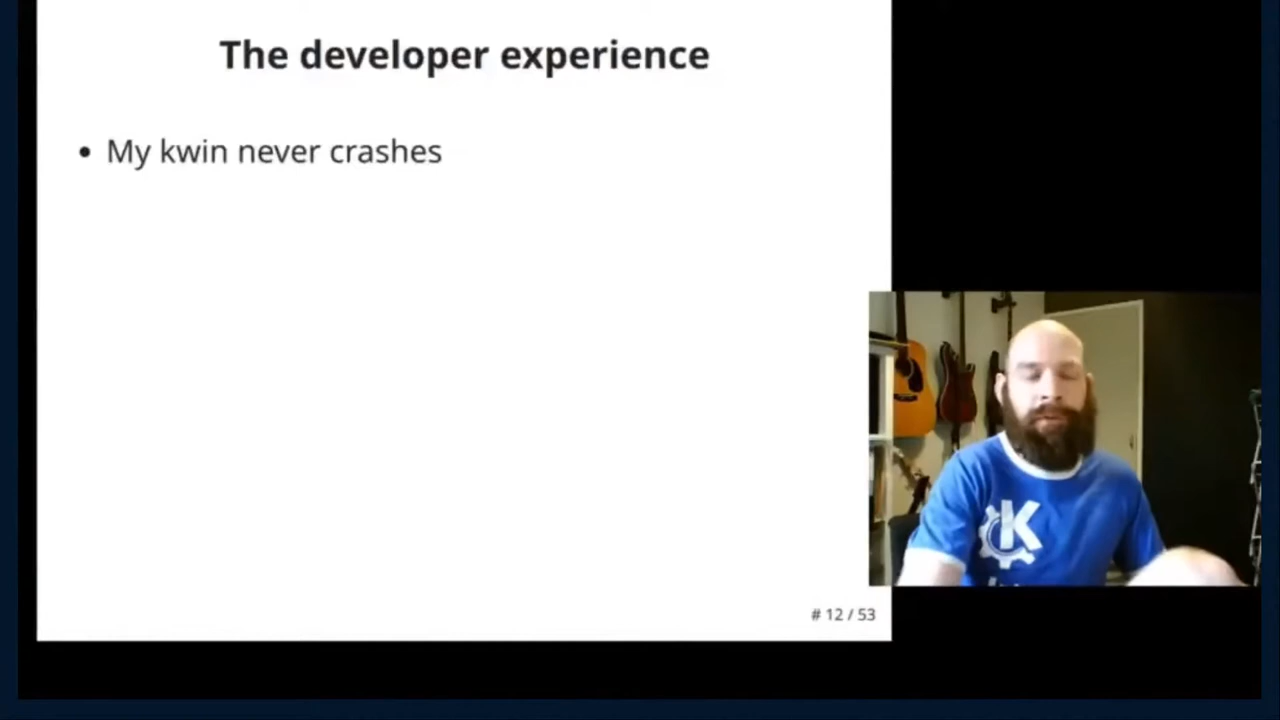 The developer experience
• My kwin never crashes
K
# 12 / 53